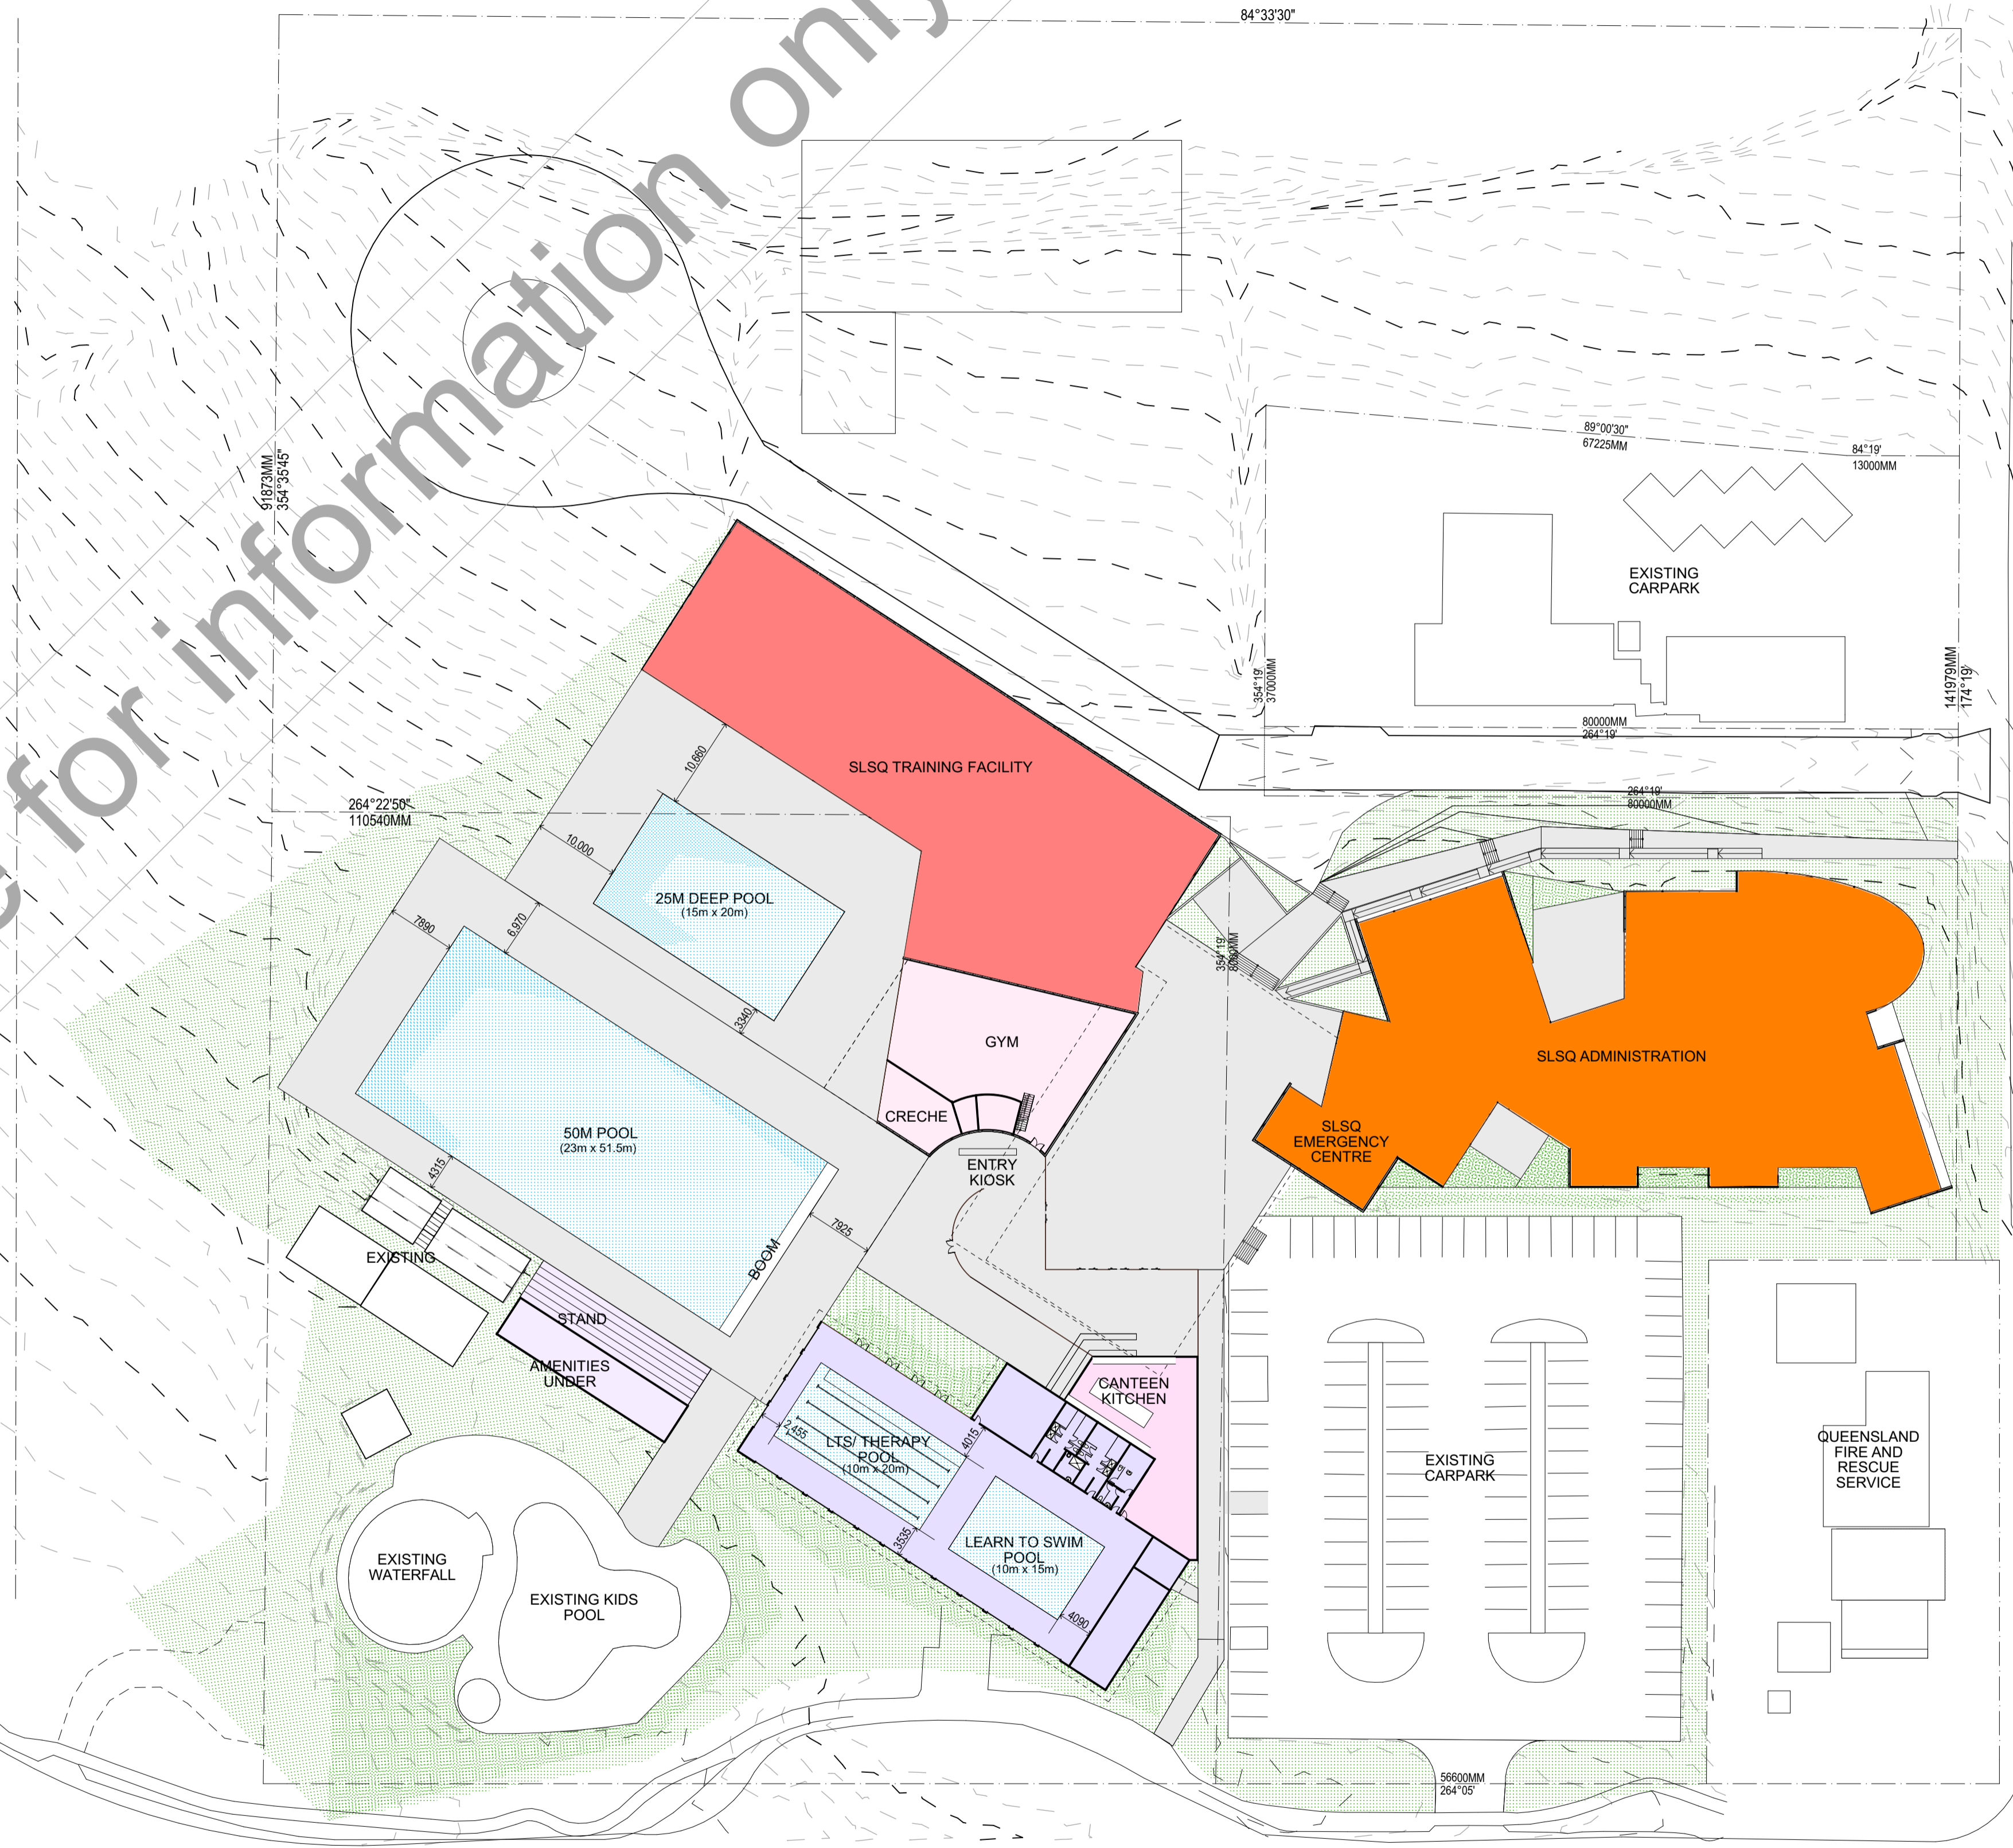 84°33'30"
for information only
89°00'30"
67225MM
84°19'
13000MM
91873MM
354°35'45"
EXISTING
CARPARK
354°19'
37000MM
141979MM
174°19'
80000MM
264°19'
10,660
SLSQ TRAINING FACILITY
264°19'
80000MM
264°22'50"
110540MM
10,000
25M DEEP POOL
(15m x 20m)
7890
6,970
354°19'
3340
GYM
SLSQ ADMINISTRATION
CRECHE
50M POOL
(23m x 51.5m)
SLSQ
EMERGENCY
CENTRE
ENTRY
KIOSK
4315
7925
EXISTING
BOOM
STAND
AMENITIES
UNDER
CANTEEN
KITCHEN
2,455
LTS/ THERAPY
POOL
(10m x 20m)
4015
QUEENSLAND
FIRE AND
RESCUE
SERVICE
EXISTING
CARPARK
3535
LEARN TO SWIM
POOL
(10m x 15m)
EXISTING
WATERFALL
EXISTING KIDS
POOL
4090
56600MM
264°05'